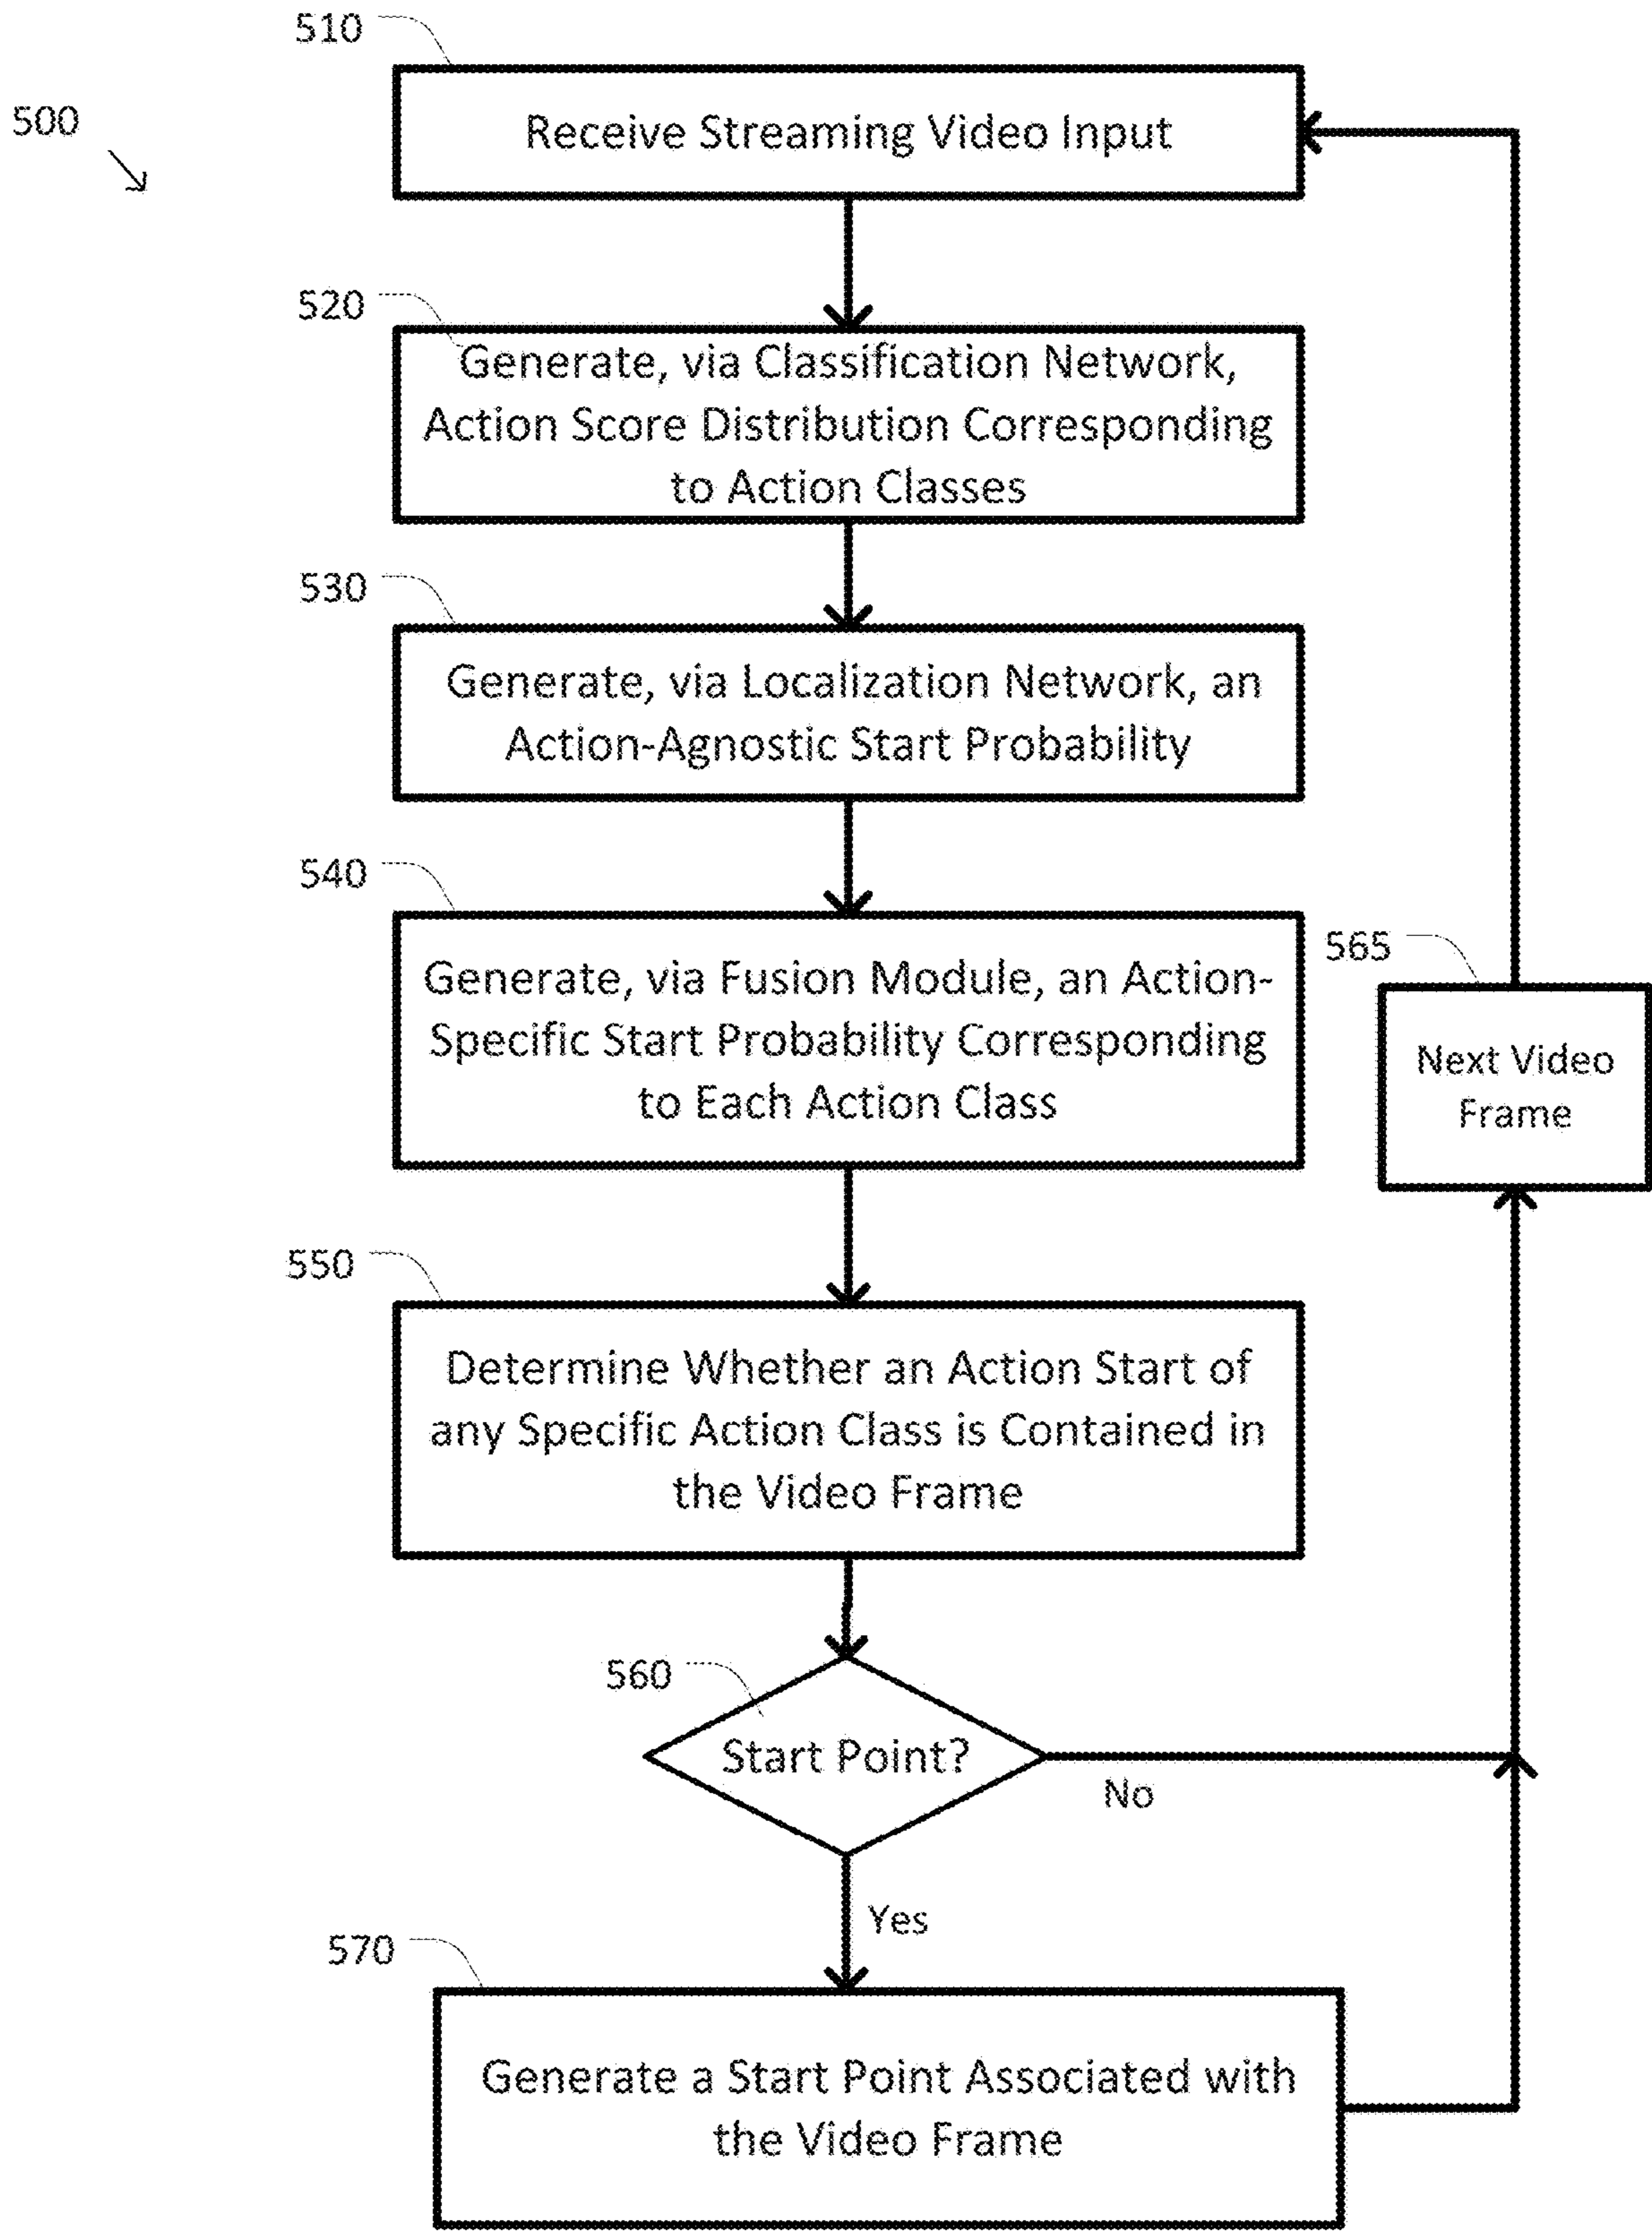 510
500
Receive Streaming Video Input
520
Generate, via Classification Network,
Action Score Distribution Corresponding
to Action Classes
530
Generate, via Localization Network, an
Action-Agnostic Start Probability
540
Generate, via Fusion Module, an Action-
Specific Start Probability Corresponding
to Each Action Class
565
Next Video
Frame
550
Determine Whether an Action Start of
any Specific Action Class is Contained in
the Video Frame
560
Start Point?
No
Yes
570
Generate a Start Point Associated with
the Video Frame